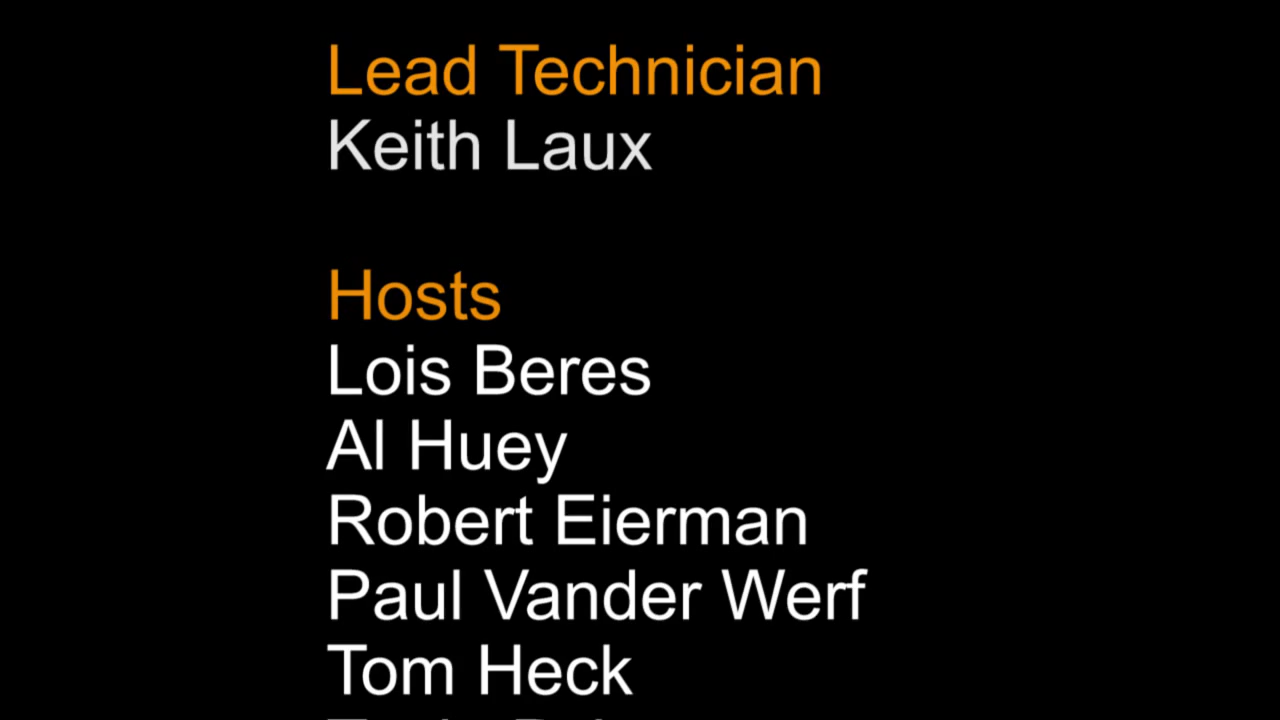 Lead Technician
Keith Laux
Hosts
Lois Beres
Al Huey
Robert Eierman
Paul Vander Werf
Tom Heck